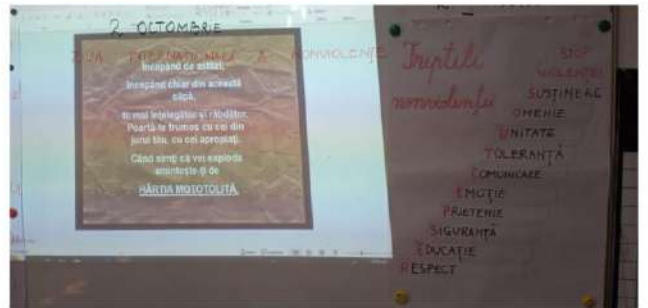 2 OCTOMBRIE
ZIUA INTERNAȚIONALĂ A NONVIOLENȚE
Începând de astăzi,
începând chiar din această
clipă,
fii mai înțelegător și răbdător.
Poartă-te frumos cu cei din
jurul tău, cu cei apropiați.
Când simți că vei exploda
amintește-ți de
HÂRTIA MOTOTOLITĂ.
Treptele
nonviolenței
STOP
VIOLENȚEI
SUSȚINERE
OMENIE
UNITATE
TOLERANȚĂ
COMUNICARE
EMOȚIE
PRIETENIE
SIGURANȚĂ
EDUCAȚIE
RESPECT